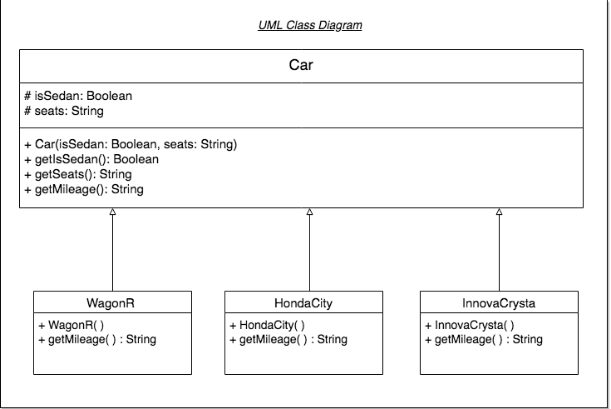 UML Class Diagram
Car
# isSedan: Boolean
# seats: String
+ Car(isSedan: Boolean, seats: String)
+ getIsSedan(): Boolean
+ getSeats(): String
+ getMileage(): String
WagonR
+ WagonR( )
+ getMileage( ) : String
HondaCity
+ HondaCity( )
+ getMileage( ) : String
InnovaCrysta
+ InnovaCrysta( )
+ getMileage( ) : String